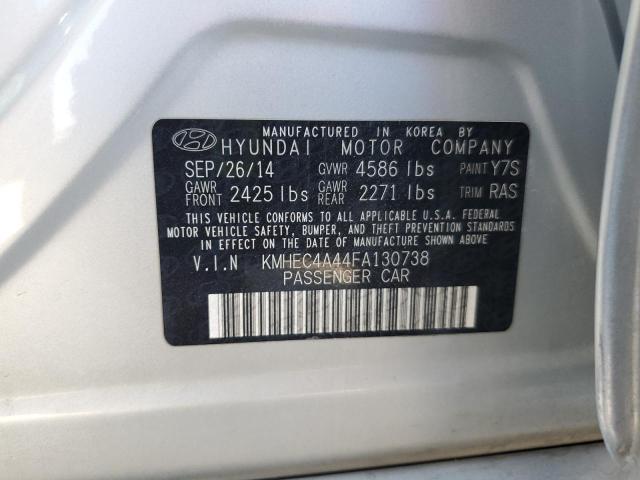 MANUFACTURED IN KOREA BY
HYUNDAI MOTOR COMPANY
SEP/26/14 GVWR 4586 lbs PAINT Y7S
GAWR FRONT 2425 lbs GAWR REAR 2271 lbs TRIM RAS
THIS VEHICLE CONFORMS TO ALL APPLICABLE U.S.A. FEDERAL
MOTOR VEHICLE SAFETY, BUMPER, AND THEFT PREVENTION STANDARDS
IN EFFECT ON THE DATE OF MANUFACTURE SHOWN ABOVE.
V.I.N KMHEC4A44FA130738
PASSENGER CAR